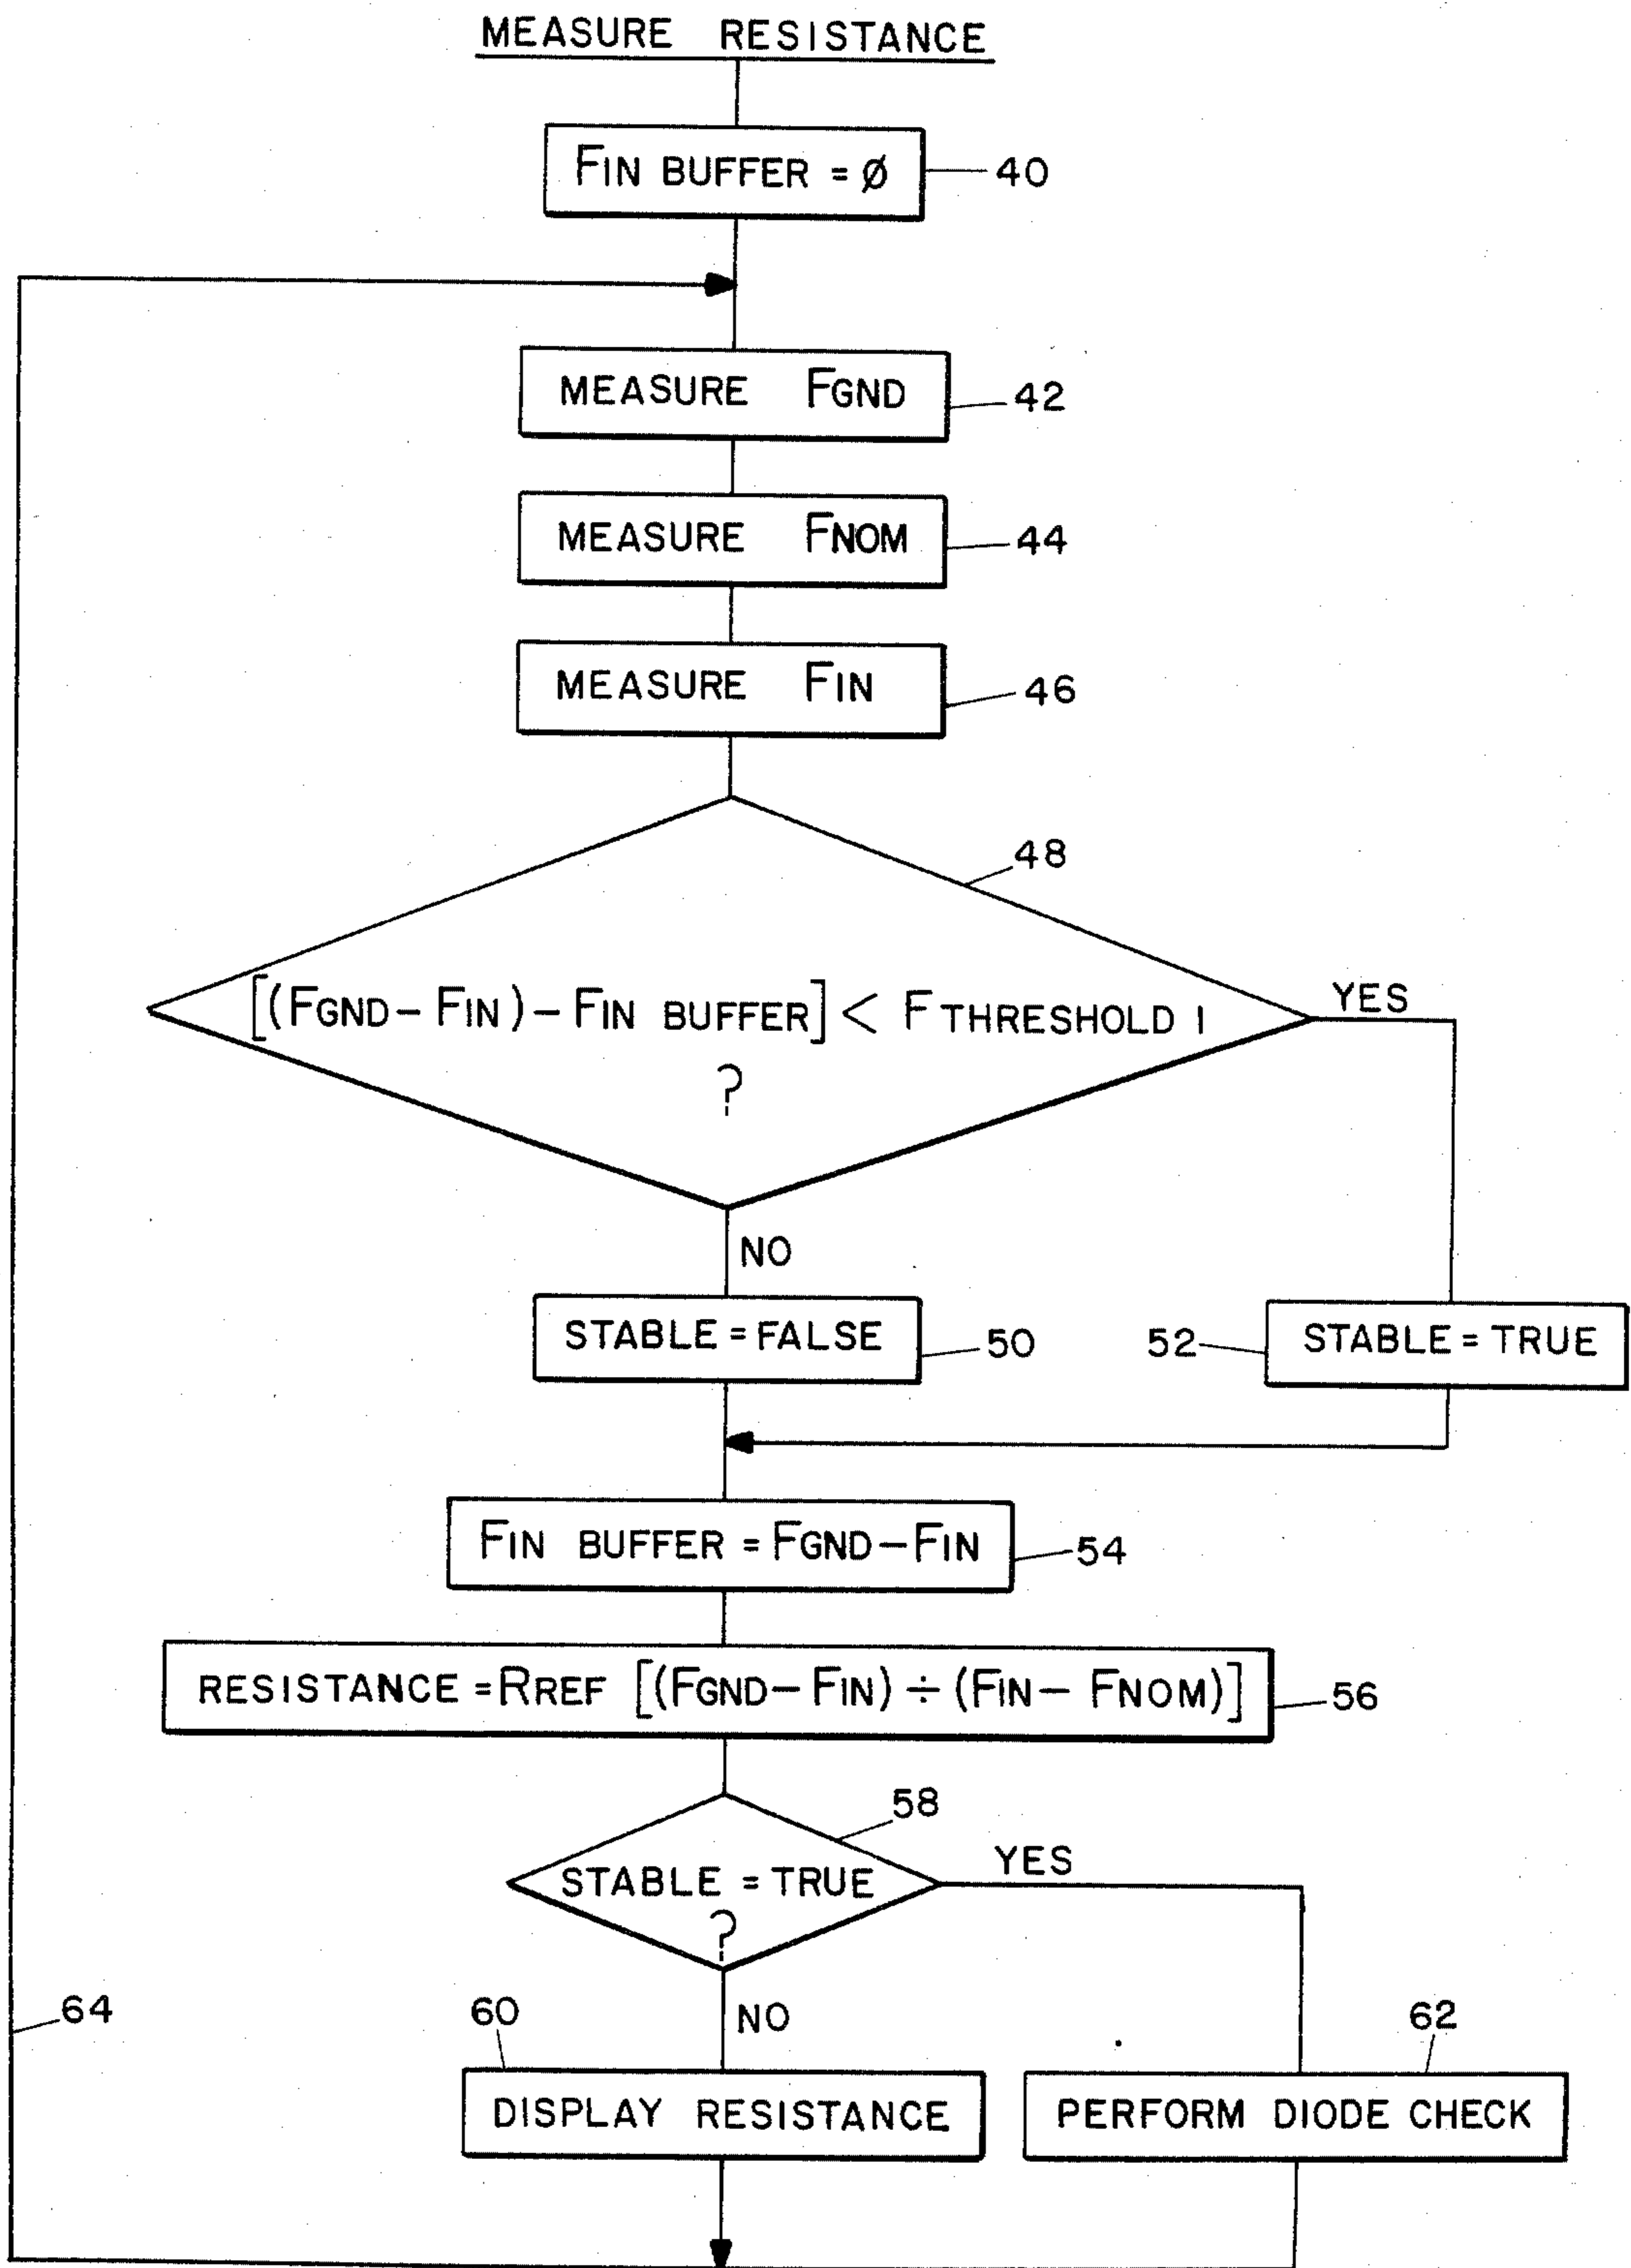 MEASURE RESISTANCE
FIN BUFFER = Ø
40
MEASURE FGND
42
MEASURE FNOM
44
MEASURE FIN
46
48
[(FGND – FIN) – FIN BUFFER] < F THRESHOLD 1
?
YES
NO
STABLE = FALSE
50
52
STABLE = TRUE
FIN BUFFER = FGND – FIN
54
RESISTANCE = RREF [(FGND – FIN) ÷ (FIN – FNOM)]
56
58
STABLE = TRUE
?
YES
NO
64
60
62
DISPLAY RESISTANCE
PERFORM DIODE CHECK